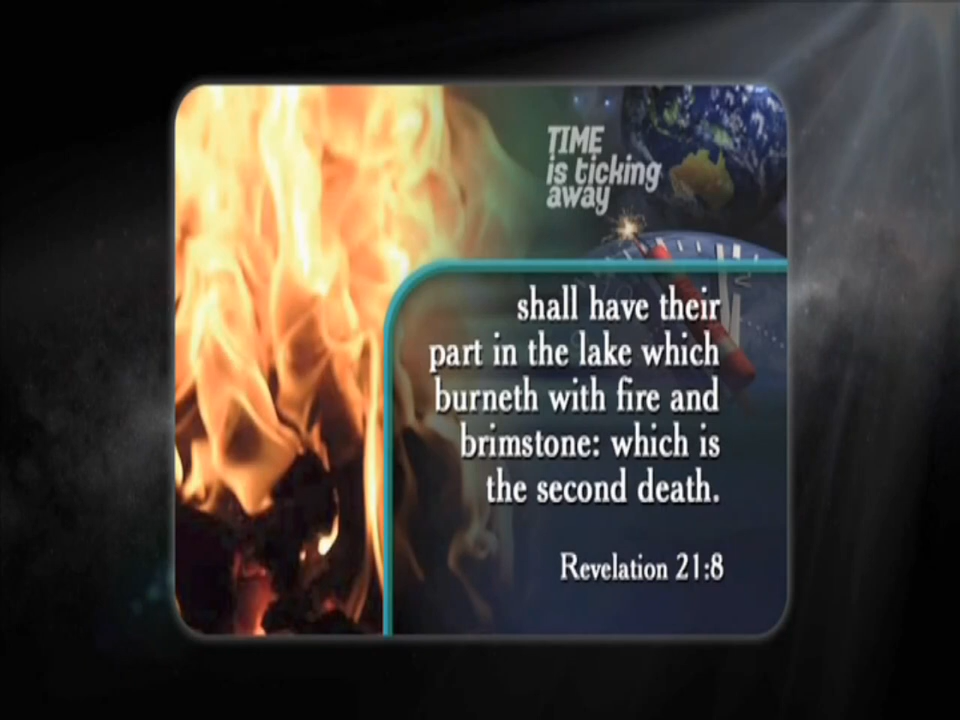 TIME
is ticking
away
shall have their
part in the lake which
burneth with fire and
brimstone: which is
the second death.
Revelation 21:8